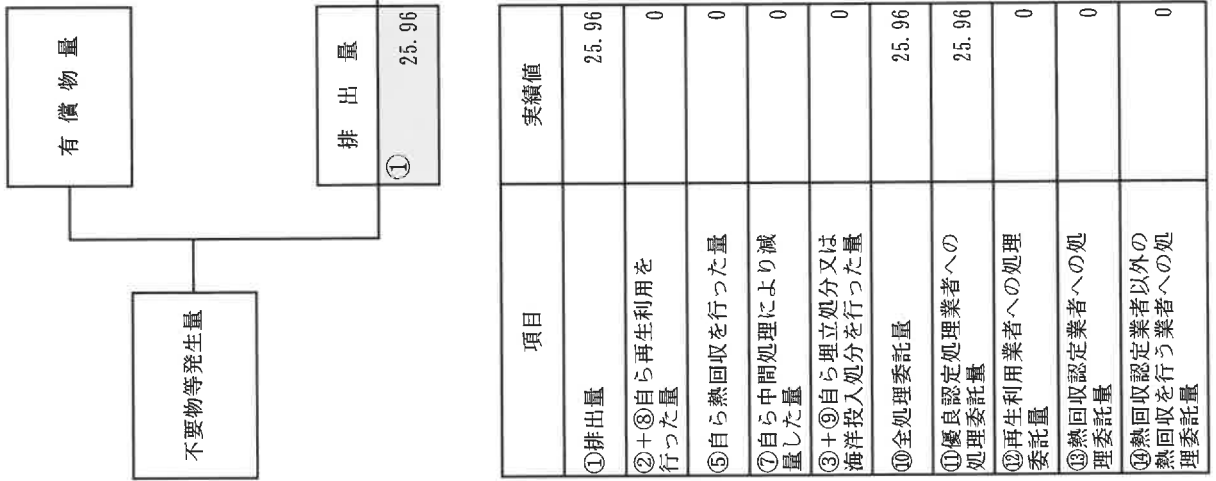 有償物量
不要物等発生量
排出量
① 25.96
項目 実績値
①排出量 25.96
②+⑧自ら再生利用を
行った量 0
⑤自ら熱回収を行った量 0
⑦自ら中間処理により減
量した量 0
③+⑨自ら埋立処分又は
海洋投入処分を行った量 0
⑩全処理委託量 25.96
⑪優良認定処理業者への
処理委託量 25.96
⑫再生利用業者への処理
委託量 0
⑬熱回収認定業者への処
理委託量 0
⑭熱回収認定業者以外の
熱回収を行う業者への処
理委託量 0